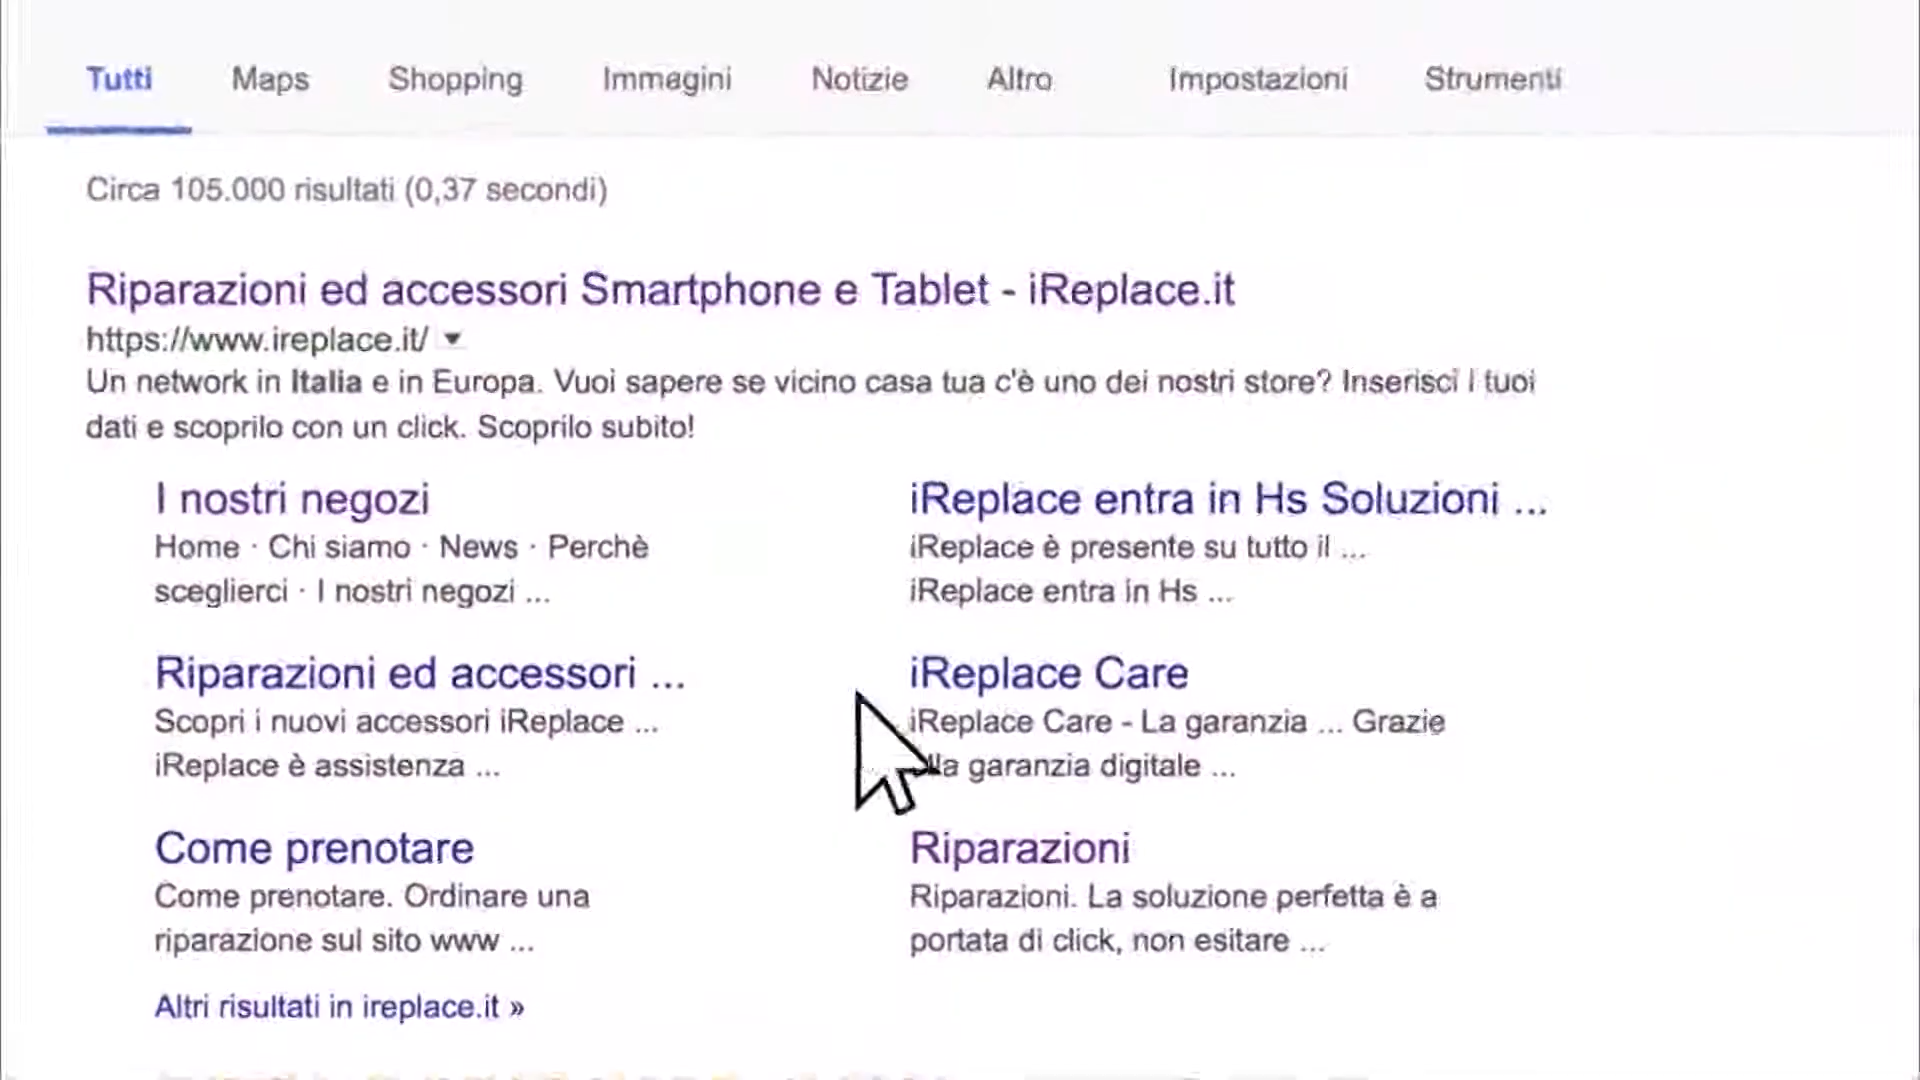 Tutti Maps Shopping Immagini Notizie Altro Impostazioni Strumenti
Circa 105.000 risultati (0,37 secondi)
Riparazioni ed accessori Smartphone e Tablet - iReplace.it
https://www.ireplace.it/
Un network in Italia e in Europa. Vuoi sapere se vicino casa tua c'è uno dei nostri store? Inserisci i tuoi
dati e scoprilo con un click. Scoprilo subito!
I nostri negozi
Home · Chi siamo · News · Perchè
sceglierci · I nostri negozi ...
iReplace entra in Hs Soluzioni ...
iReplace è presente su tutto il ...
iReplace entra in Hs ...
Riparazioni ed accessori ...
Scopri i nuovi accessori iReplace ...
iReplace è assistenza ...
iReplace Care
iReplace Care - La garanzia ... Grazie
garanzia digitale ...
Come prenotare
Come prenotare. Ordinare una
riparazione sul sito www ...
Riparazioni
Riparazioni. La soluzione perfetta è a
portata di click, non esitare ...
Altri risultati in ireplace.it »